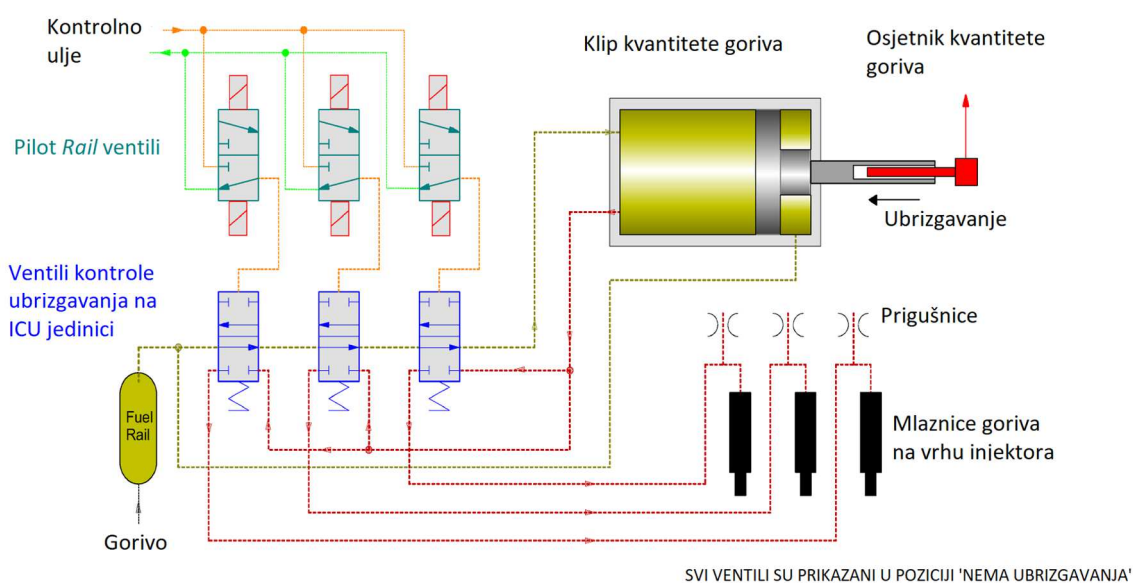 Kontrolno
ulje
Klip kvantitete goriva
Osjetnik kvantitete
goriva
Pilot Rail ventili
Ubrizgavanje
Ventili kontrole
ubrizgavanja na
ICU jedinici
Prigušnice
Fuel
Rail
Mlaznice goriva
na vrhu injektora
Gorivo
SVI VENTILI SU PRIKAZANI U POZICIJI 'NEMA UBRIZGAVANJA'